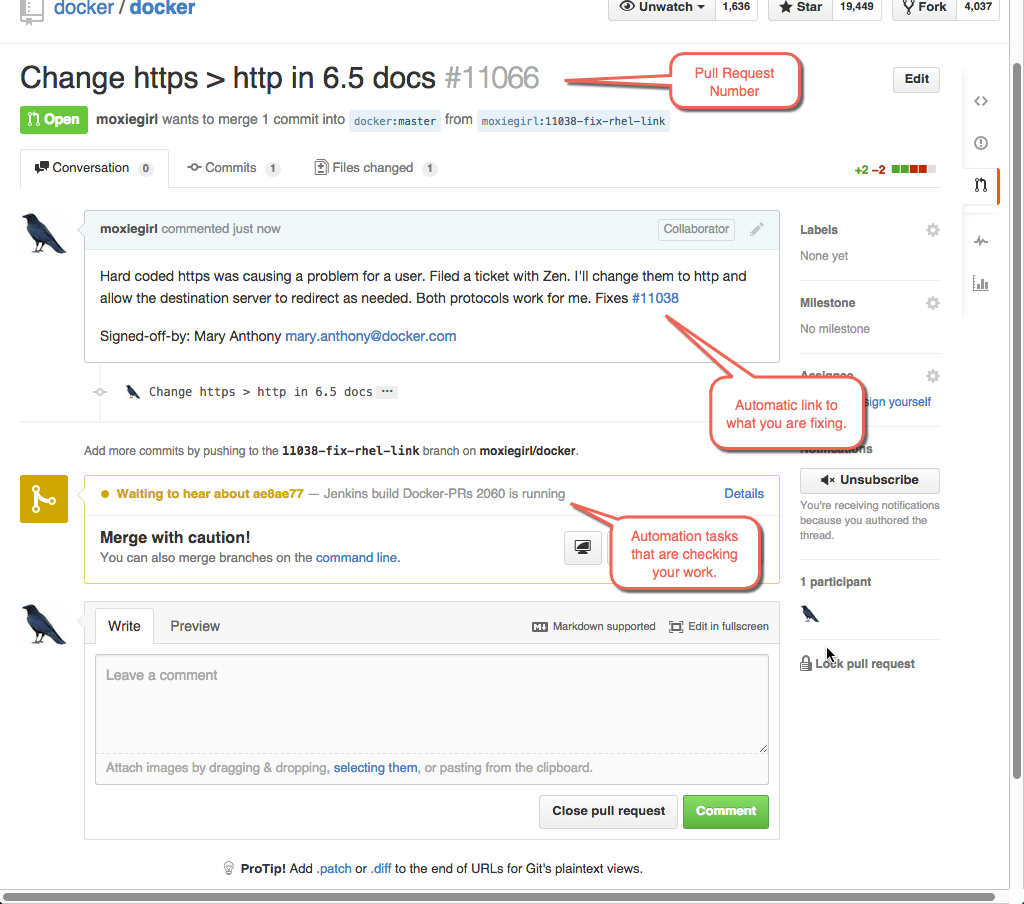 docker / docker
Unwatch 1,636 Star 19,449 Fork 4,037
Change https > http in 6.5 docs #11066
Pull Request
Number
Edit
Open moxiegirl wants to merge 1 commit into docker:master from moxiegirl:11038-fix-rhel-link
Conversation 0 Commits 1 Files changed 1 +2 −2
moxiegirl commented just now Collaborator
Hard coded https was causing a problem for a user. Filed a ticket with Zen. I'll change them to http and
allow the destination server to redirect as needed. Both protocols work for me. Fixes #11038
Signed-off-by: Mary Anthony mary.anthony@docker.com
Change https > http in 6.5 docs ...
Automatic link to
what you are fixing.
Add more commits by pushing to the 11038-fix-rhel-link branch on moxiegirl/docker.
Waiting to hear about ae8ae77 — Jenkins build Docker-PRs 2060 is running Details
Merge with caution!
You can also merge branches on the command line.
Automation tasks
that are checking
your work.
Write Preview Markdown supported Edit in fullscreen
Leave a comment
Attach images by dragging & dropping, selecting them, or pasting from the clipboard.
Close pull request Comment
Labels
None yet
Milestone
No milestone
Assignee
sign yourself
Notifications
Unsubscribe
You're receiving notifications
because you authored the
thread.
1 participant
Lock pull request
ProTip! Add .patch or .diff to the end of URLs for Git's plaintext views.